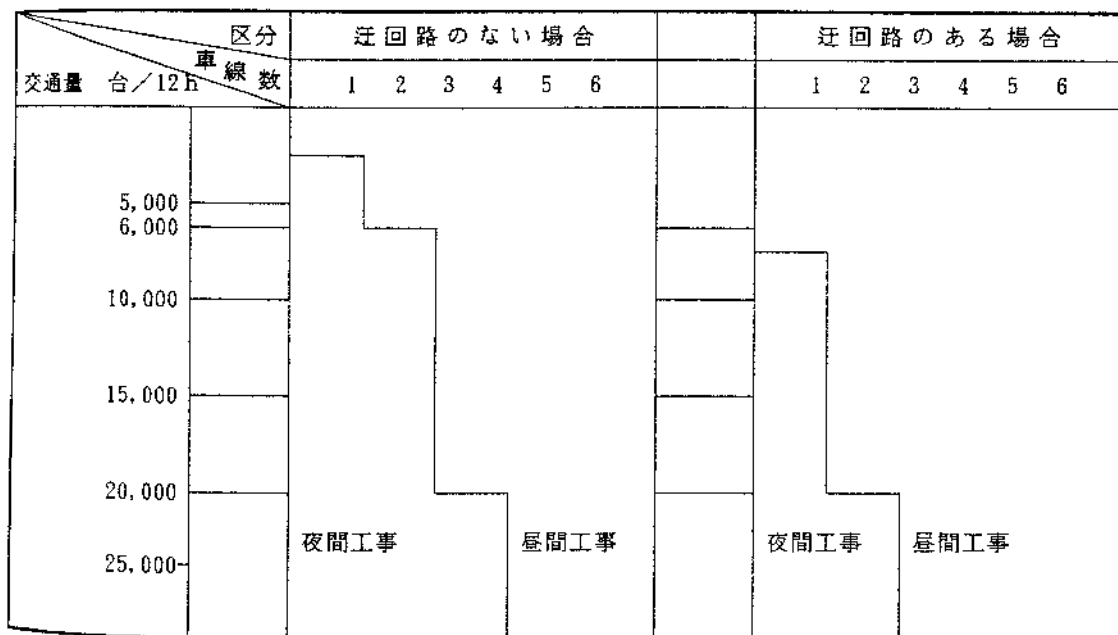 区分 迂回路のない場合 迂回路のある場合
車線数
交通量 台/12h 1 2 3 4 5 6 1 2 3 4 5 6
5,000
6,000
10,000
15,000
20,000
夜間工事 昼間工事 夜間工事 昼間工事
25,000